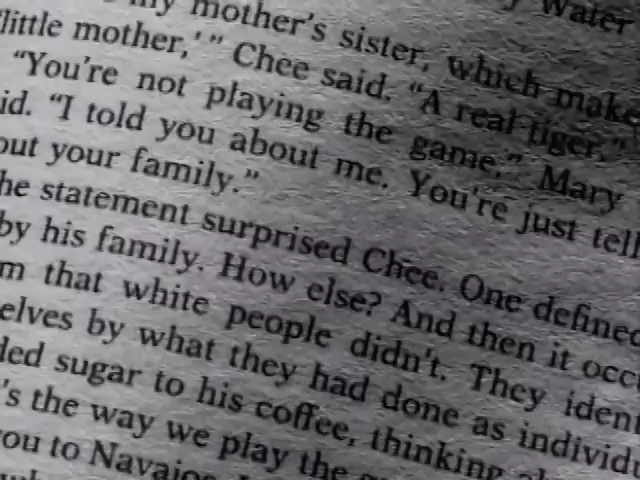 my mother's sister, which make
little mother,'" Chee said. "A real tiger."
"You're not playing the game." Mary
id. "I told you about me. You're just tell
out your family."
he statement surprised Chee. One defined
by his family. How else? And then it occ
m that white people didn't. They ident
elves by what they had done as individu
ded sugar to his coffee, thinking
's the way we play the
ou to Navajos